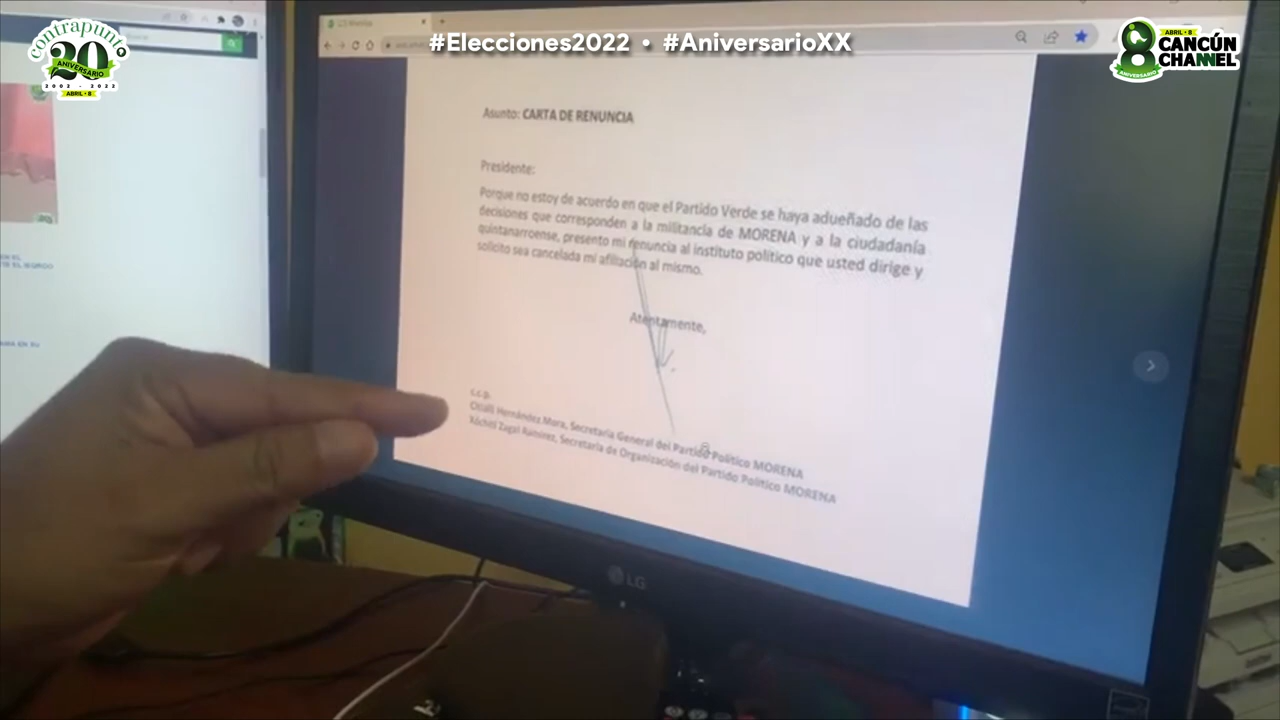 contrapunto
20
ANIVERSARIO
2002 - 2022
ABRIL • 8
#Elecciones2022 • #AniversarioXX
8
ANIVERSARIO
ABRIL • 8
CANCÚN
CHANNEL
Asunto: CARTA DE RENUNCIA
Presidente:
Porque no estoy de acuerdo en que el Partido Verde se haya adueñado de las
decisiones que corresponden a la militancia de MORENA y a la ciudadanía
quintanarroense, presento mi renuncia al instituto político que usted dirige y
solicito sea cancelada mi afiliación al mismo.
Atentamente,
c.c.p.
Citlalli Hernández Mora, Secretaria General del Partido Político MORENA
Xóchitl Zagal Ramírez, Secretaria de Organización del Partido Político MORENA
LG